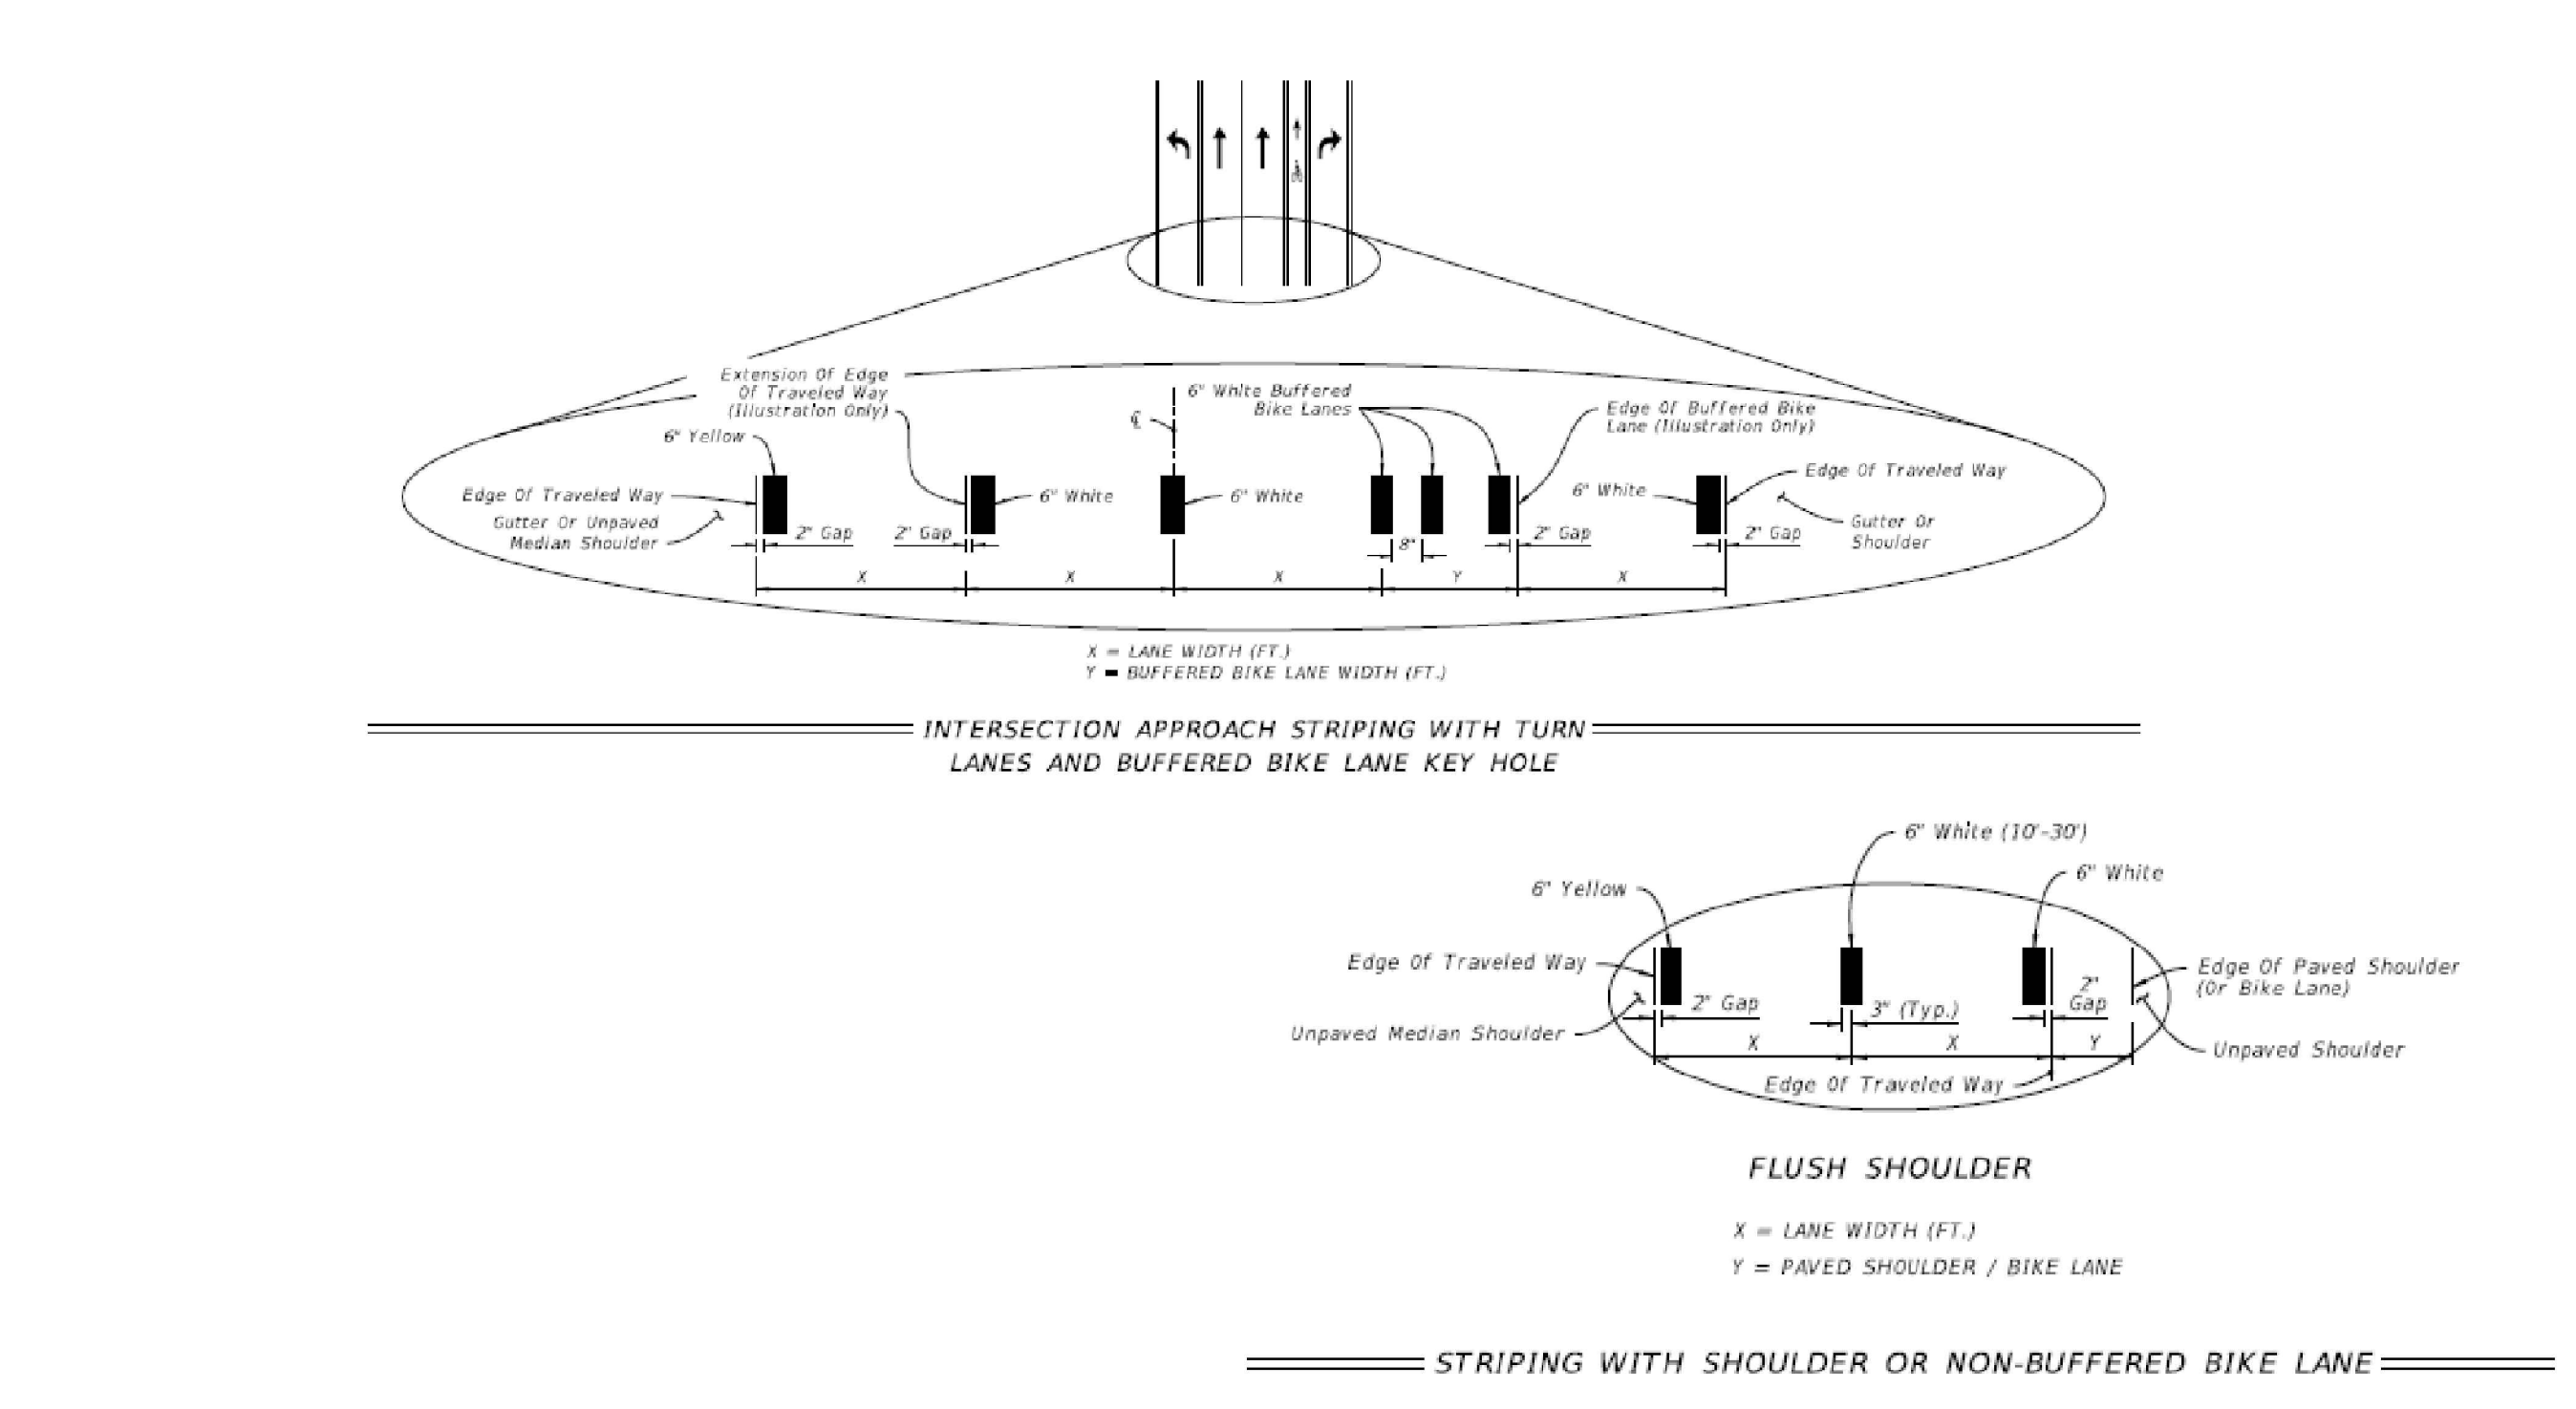 Extension Of Edge
Of Traveled Way
(Illustration Only)
6" Yellow
Edge Of Traveled Way
Gutter Or Unpaved
Median Shoulder
2" Gap
2" Gap
6" White
℄
6" White
6" White Buffered
Bike Lanes
8"
Edge Of Buffered Bike
Lane (Illustration Only)
2" Gap
6" White
Edge Of Traveled Way
Gutter Or
Shoulder
2" Gap
X
X
X
Y
X
X = LANE WIDTH (FT.)
Y = BUFFERED BIKE LANE WIDTH (FT.)
INTERSECTION APPROACH STRIPING WITH TURN
LANES AND BUFFERED BIKE LANE KEY HOLE
6" White (10'-30')
6" White
6" Yellow
Edge Of Traveled Way
Unpaved Median Shoulder
2" Gap
3" (Typ.)
2"
Gap
Edge Of Paved Shoulder
(Or Bike Lane)
Unpaved Shoulder
X
X
Y
Edge Of Traveled Way
FLUSH SHOULDER
X = LANE WIDTH (FT.)
Y = PAVED SHOULDER / BIKE LANE
STRIPING WITH SHOULDER OR NON-BUFFERED BIKE LANE